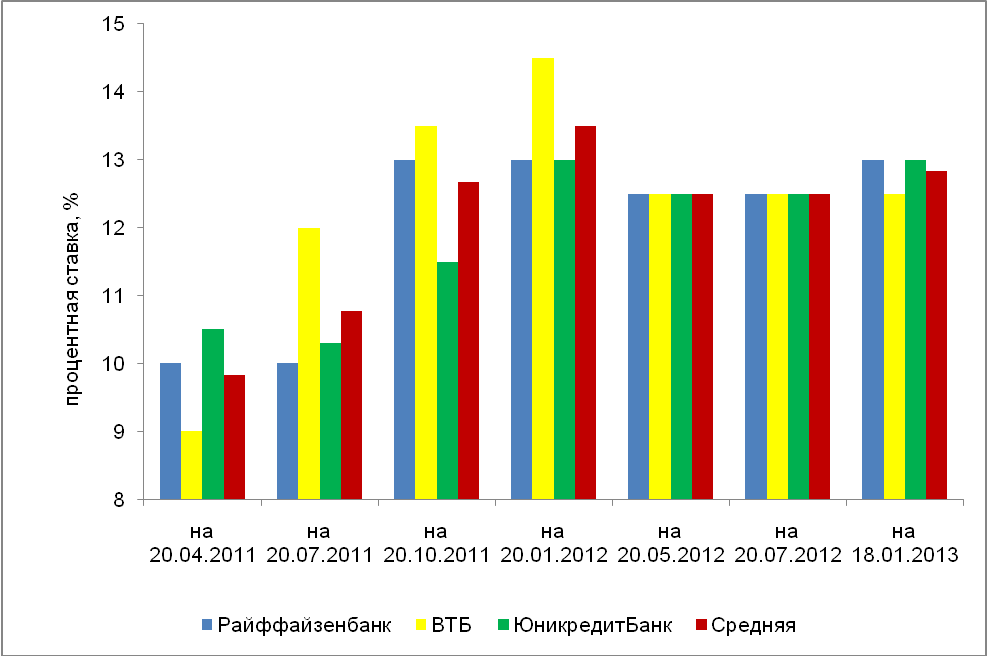 процентная ставка, %
15
14
13
12
11
10
9
8
на 20.04.2011
на 20.07.2011
на 20.10.2011
на 20.01.2012
на 20.05.2012
на 20.07.2012
на 18.01.2013
Райффайзенбанк ВТБ ЮникредитБанк Средняя